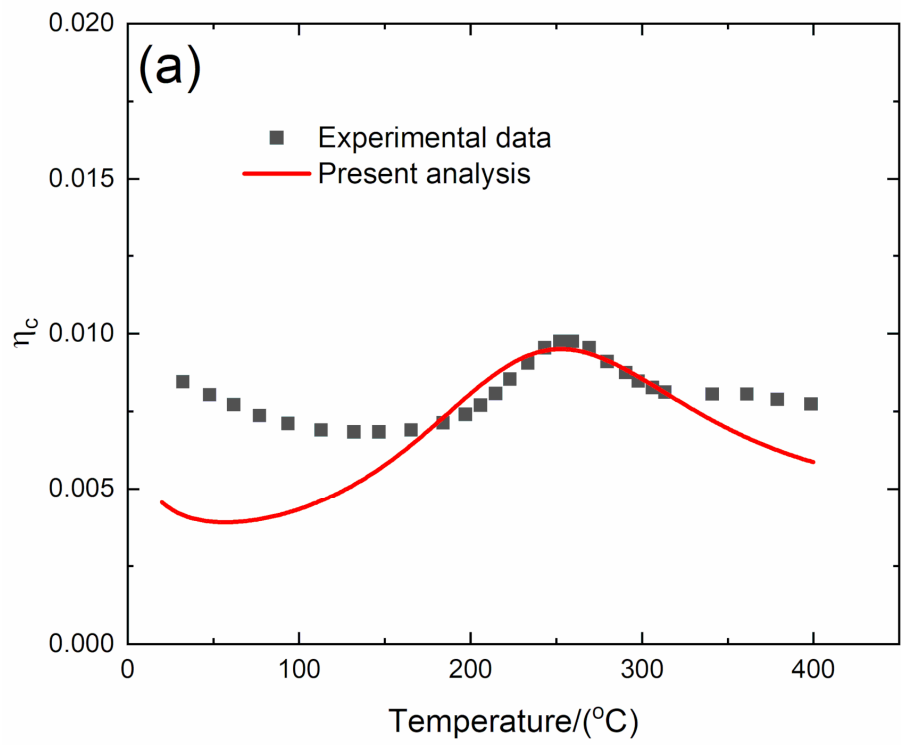 (a)
Experimental data
Present analysis
0.020
0.015
0.010
0.005
0.000
ηc
0
100
200
300
400
Temperature/(°C)